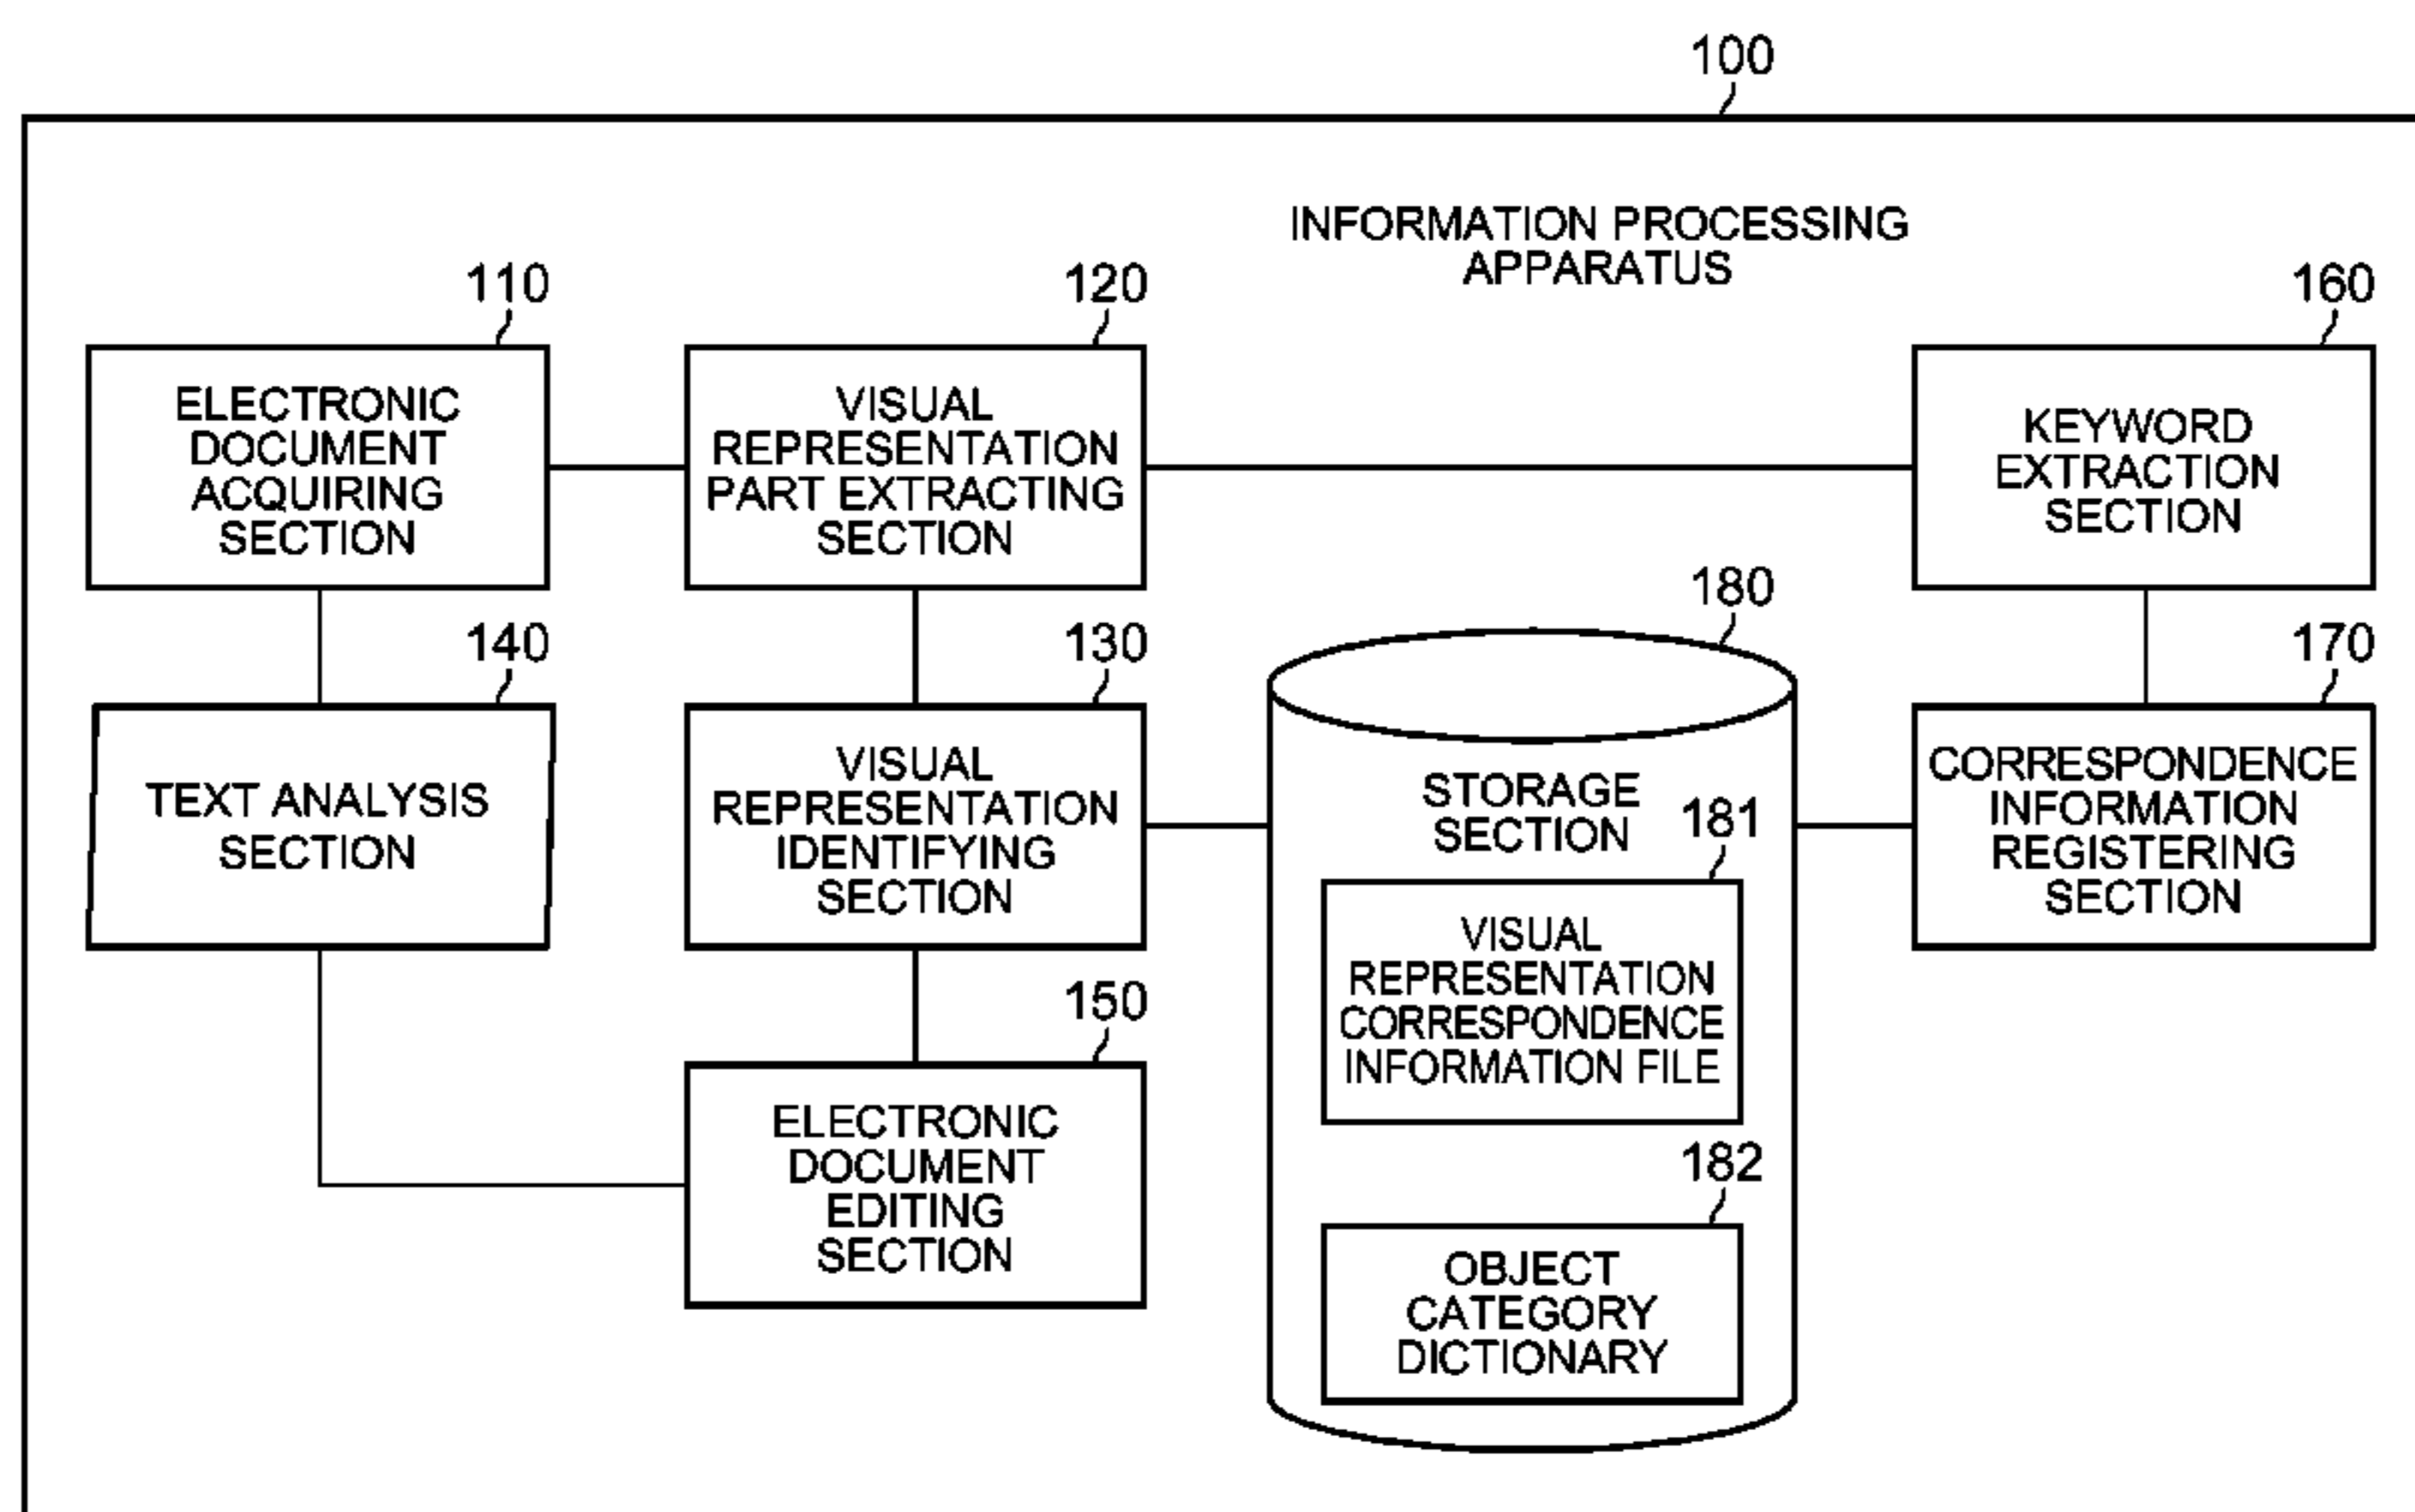 100
INFORMATION PROCESSING
APPARATUS
110
ELECTRONIC
DOCUMENT
ACQUIRING
SECTION
120
VISUAL
REPRESENTATION
PART EXTRACTING
SECTION
160
KEYWORD
EXTRACTION
SECTION
140
TEXT ANALYSIS
SECTION
130
VISUAL
REPRESENTATION
IDENTIFYING
SECTION
180
STORAGE
SECTION
181
VISUAL
REPRESENTATION
CORRESPONDENCE
INFORMATION FILE
182
OBJECT
CATEGORY
DICTIONARY
170
CORRESPONDENCE
INFORMATION
REGISTERING
SECTION
150
ELECTRONIC
DOCUMENT
EDITING
SECTION